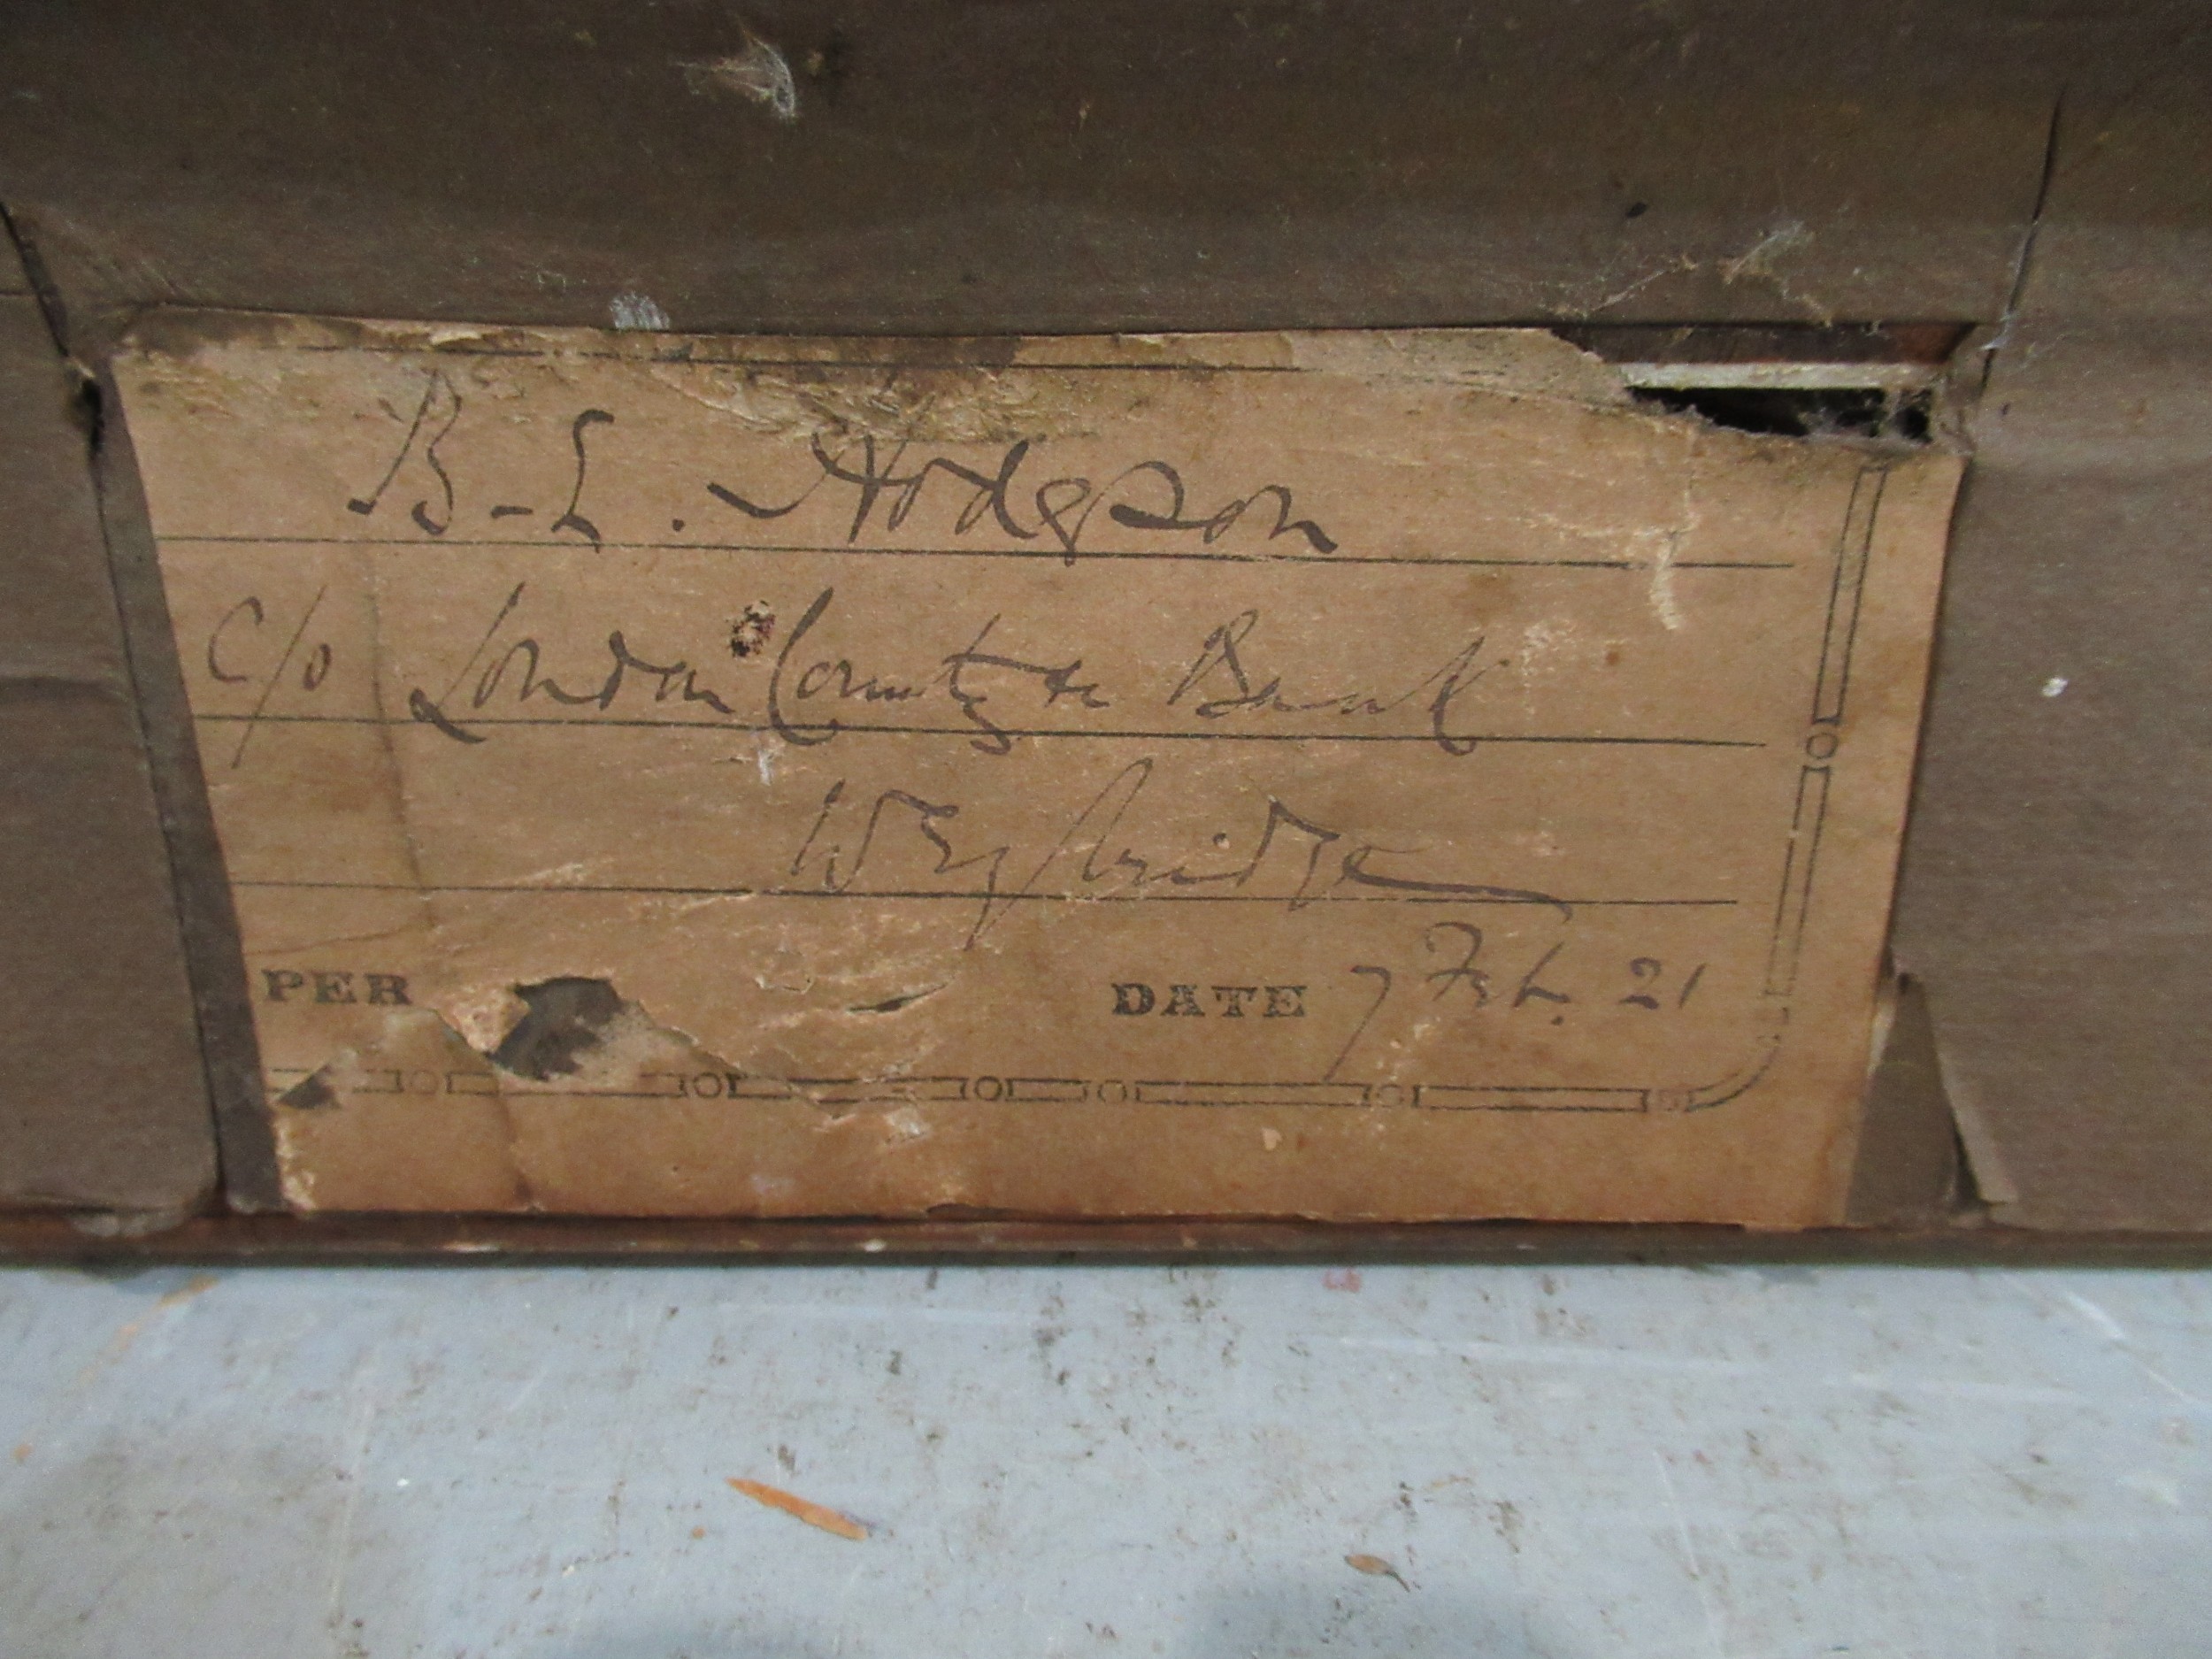 B-L. Hodgson
c/o London County &c Bank
Weybridge
PER DATE 7 Feb. 21